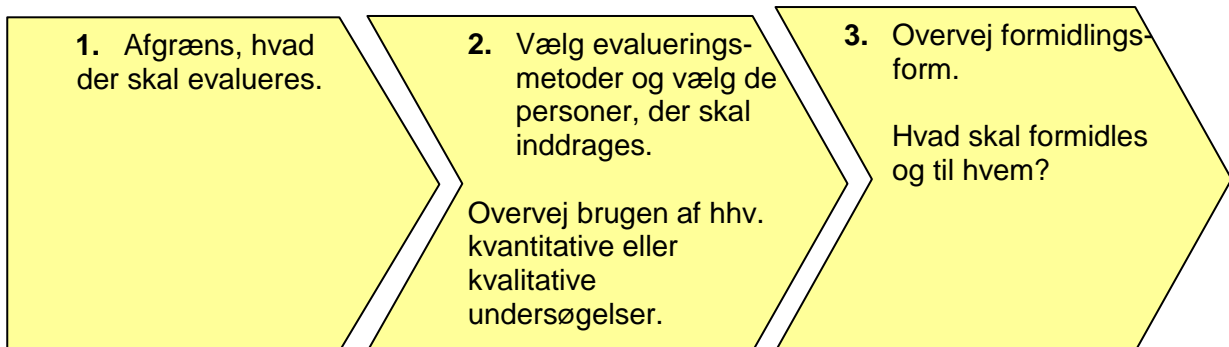 1. Afgræns, hvad
der skal evalueres.
2. Vælg evaluerings-
metoder og vælg de
personer, der skal
inddrages.
Overvej brugen af hhv.
kvantitative eller
kvalitative
undersøgelser.
3. Overvej formidlings-
form.
Hvad skal formidles
og til hvem?